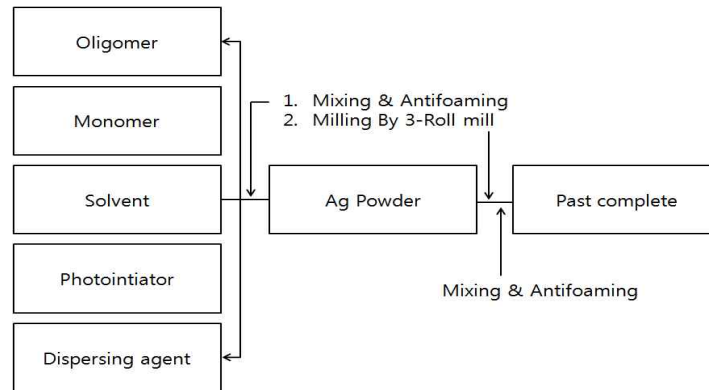 Oligomer
Monomer
Solvent
Photointiator
Dispersing agent
1. Mixing & Antifoaming
2. Milling By 3-Roll mill
Ag Powder
Past complete
Mixing & Antifoaming